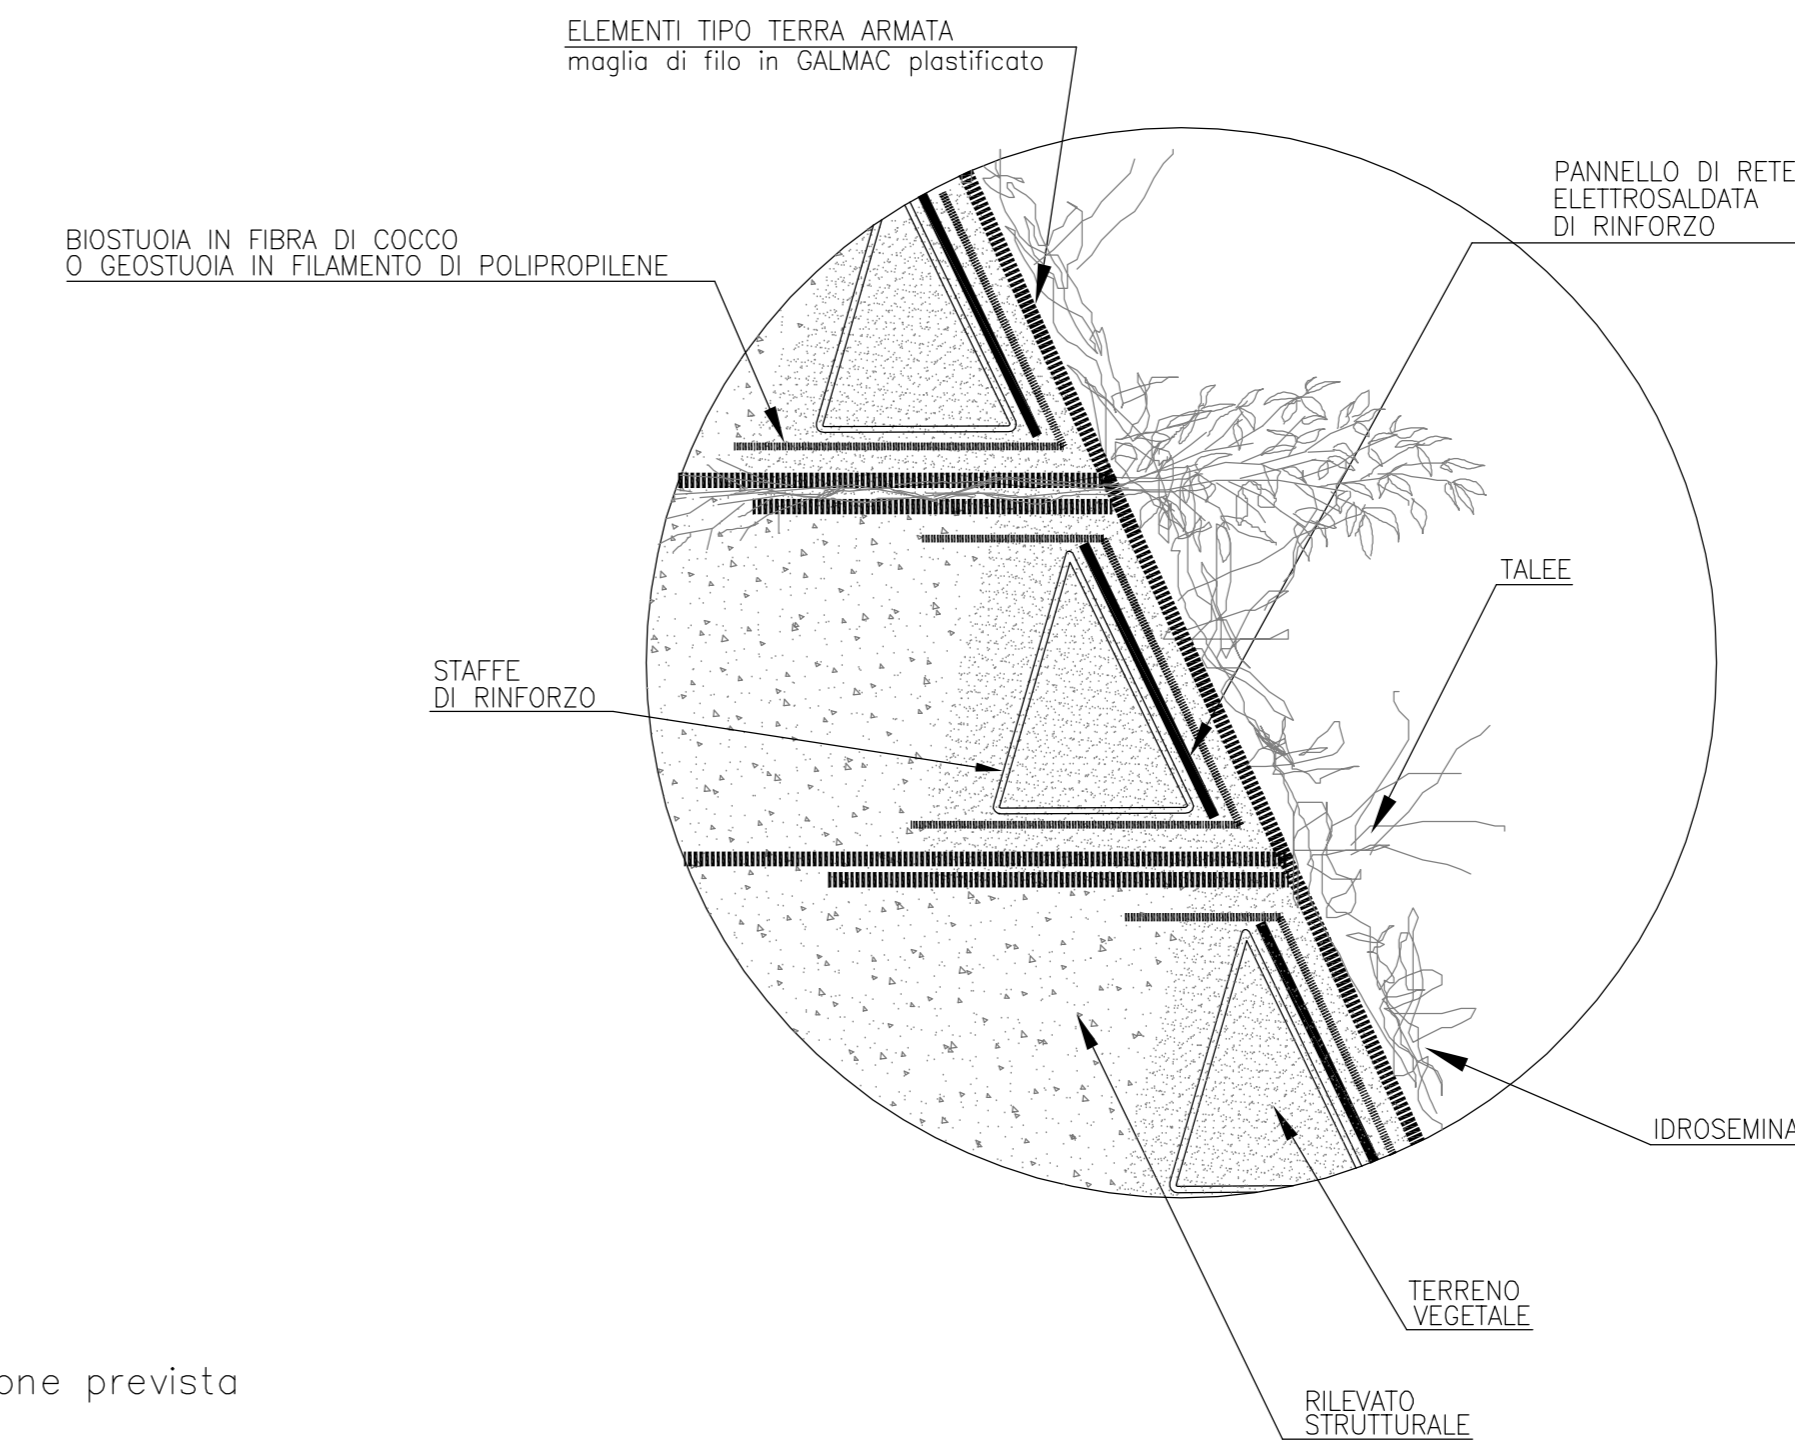 ELEMENTI TIPO TERRA ARMATA
maglia di filo in GALMAC plastificato
PANNELLO DI RETE
ELETTROSALDATA
DI RINFORZO
BIOSTUOIA IN FIBRA DI COCCO
O GEOSTUOIA IN FILAMENTO DI POLIPROPILENE
TALEE
STAFFE
DI RINFORZO
IDROSEMINA
TERRENO
VEGETALE
one prevista
RILEVATO
STRUTTURALE